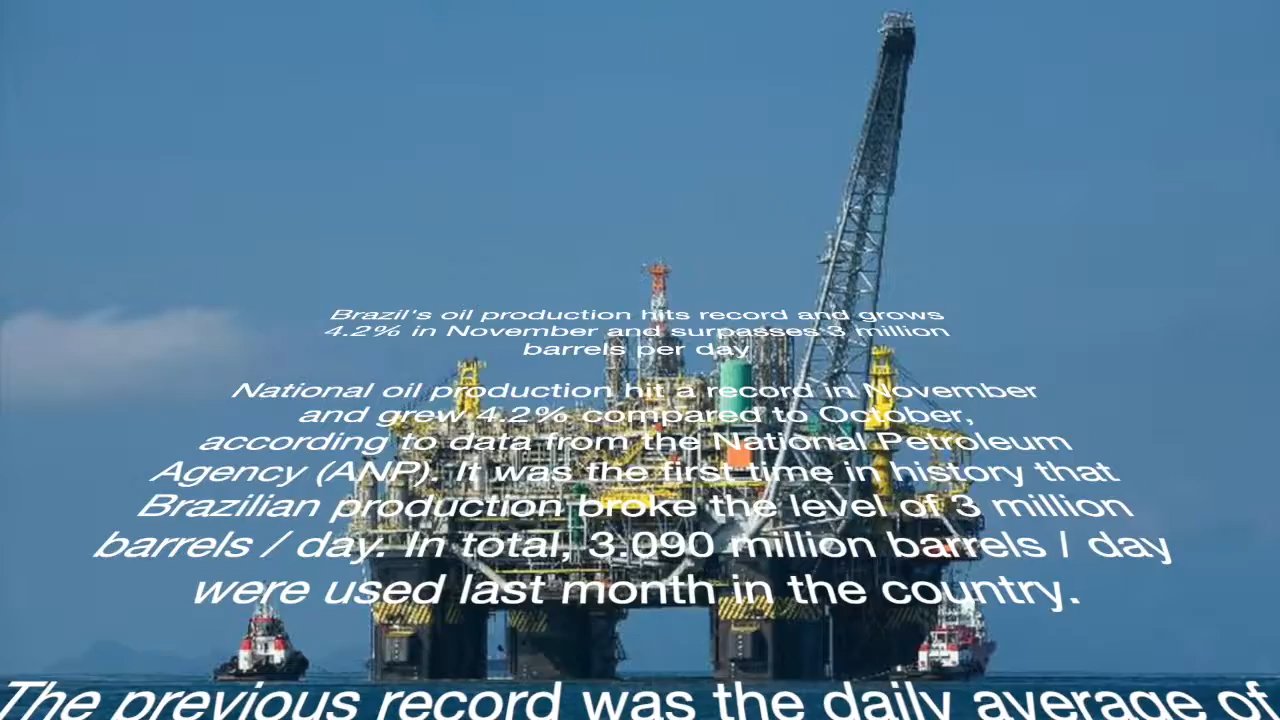 Brazil's oil production hits record and grows
4.2% in November and surpasses 3 million
barrels per day
National oil production hit a record in November
and grew 4.2% compared to October,
according to data from the National Petroleum
Agency (ANP). It was the first time in history that
Brazilian production broke the level of 3 million
barrels / day. In total, 3.090 million barrels / day
were used last month in the country.
The previous record was the daily average of